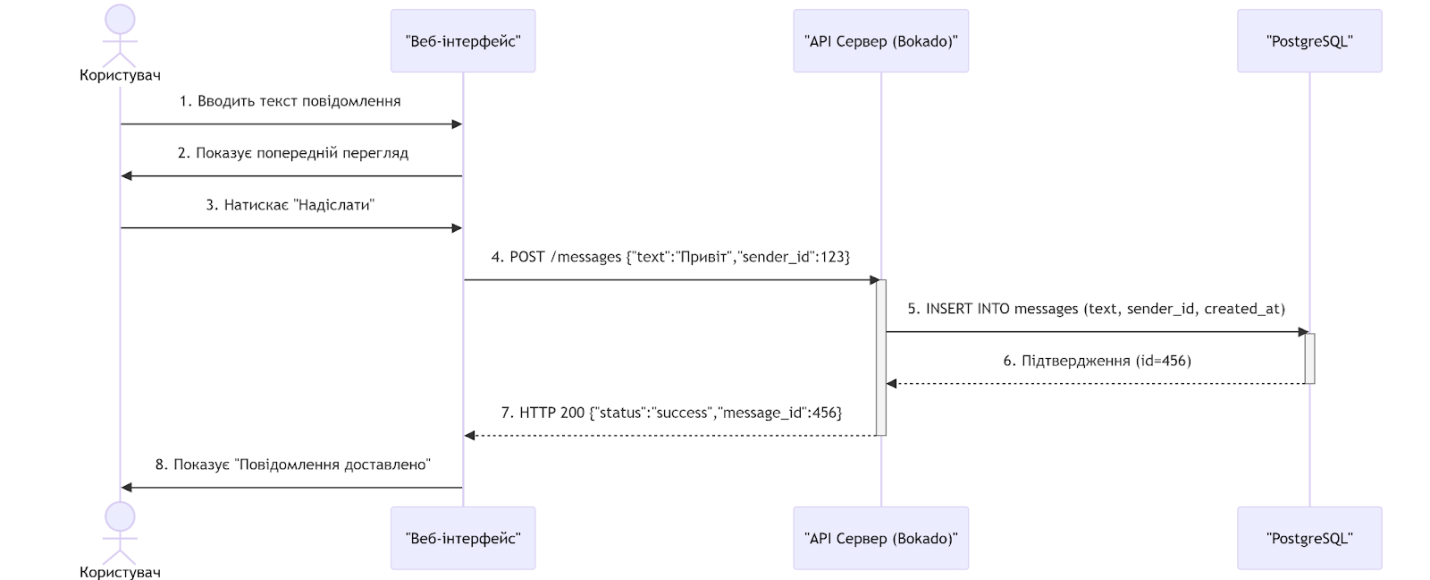 "Веб-інтерфейс"
"API Сервер (Bokado)"
"PostgreSQL"
Користувач
1. Вводить текст повідомлення
2. Показує попередній перегляд
3. Натискає "Надіслати"
4. POST /messages {"text":"Привіт","sender_id":123}
5. INSERT INTO messages (text, sender_id, created_at)
6. Підтвердження (id=456)
7. HTTP 200 {"status":"success","message_id":456}
8. Показує "Повідомлення доставлено"
"Веб-інтерфейс"
"API Сервер (Bokado)"
"PostgreSQL"
Користувач